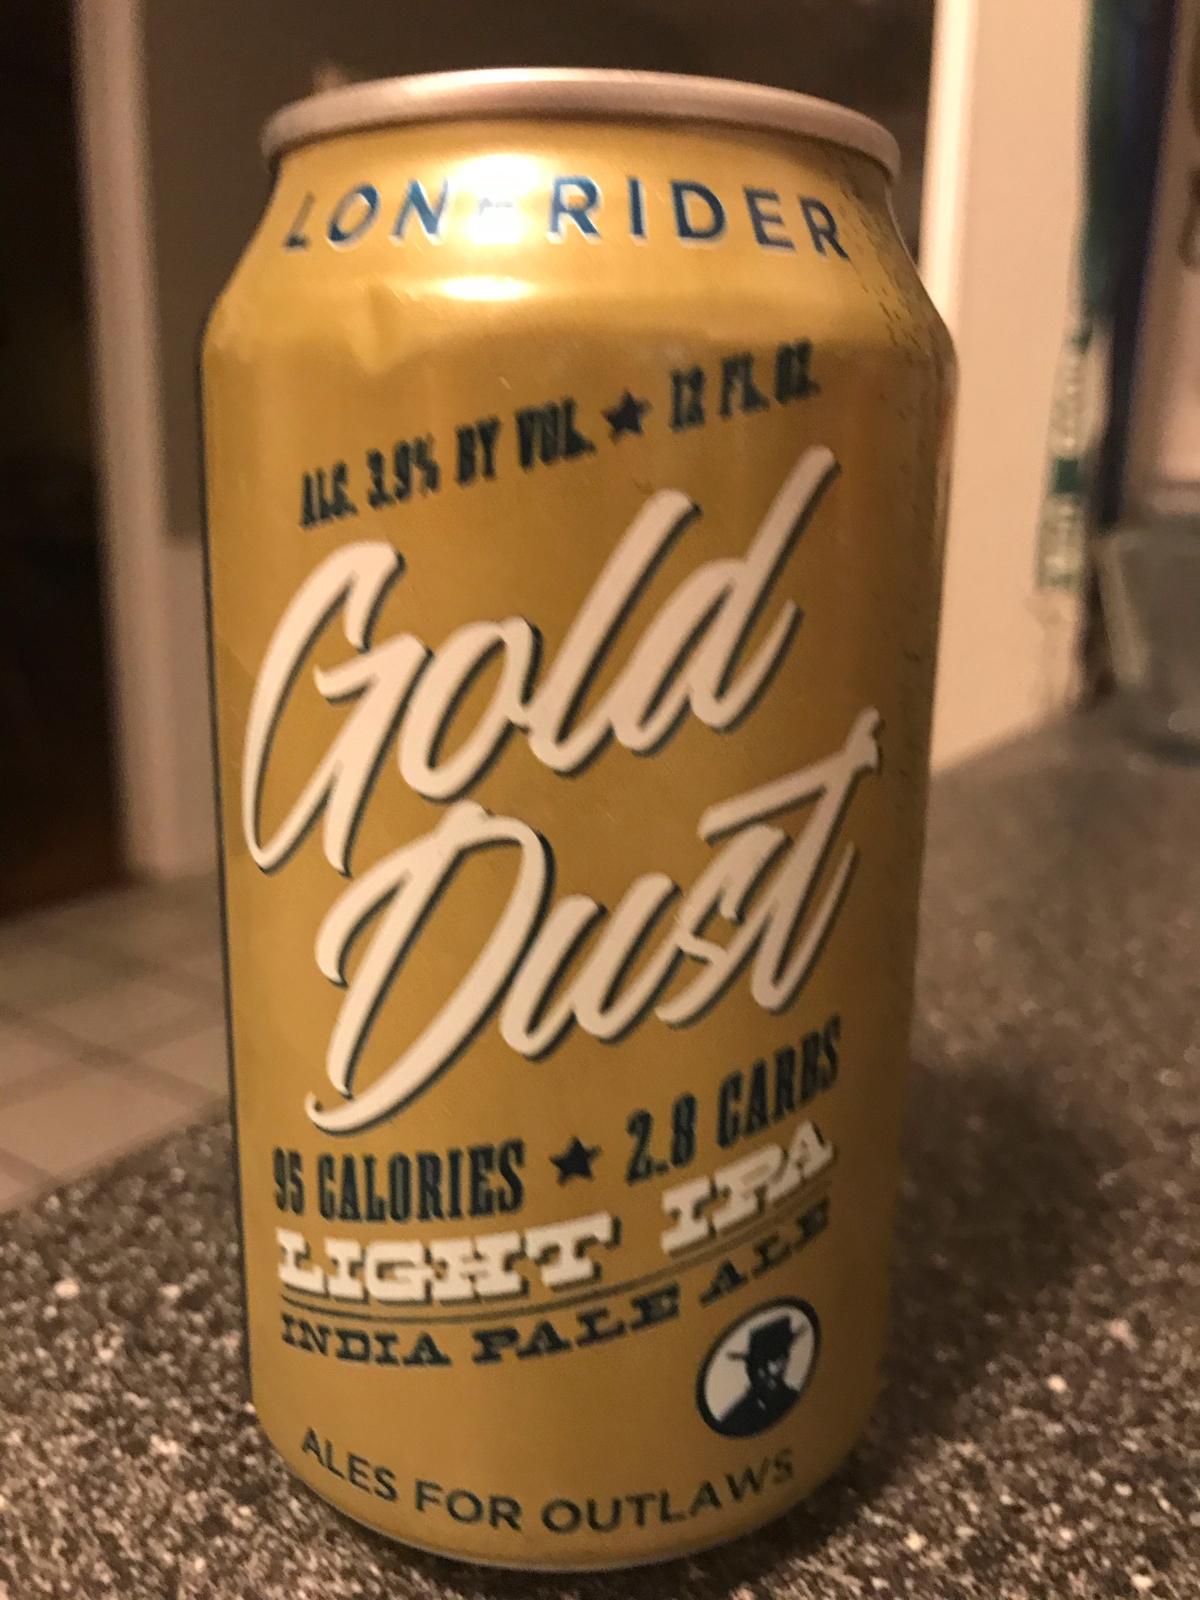 LONERIDER
ALC. 3.9% BY VOL. ★ 12 FL. OZ.
Gold
Dust
95 CALORIES ★ 2.8 CARBS
LIGHT IPA
INDIA PALE ALE
ALES FOR OUTLAWS